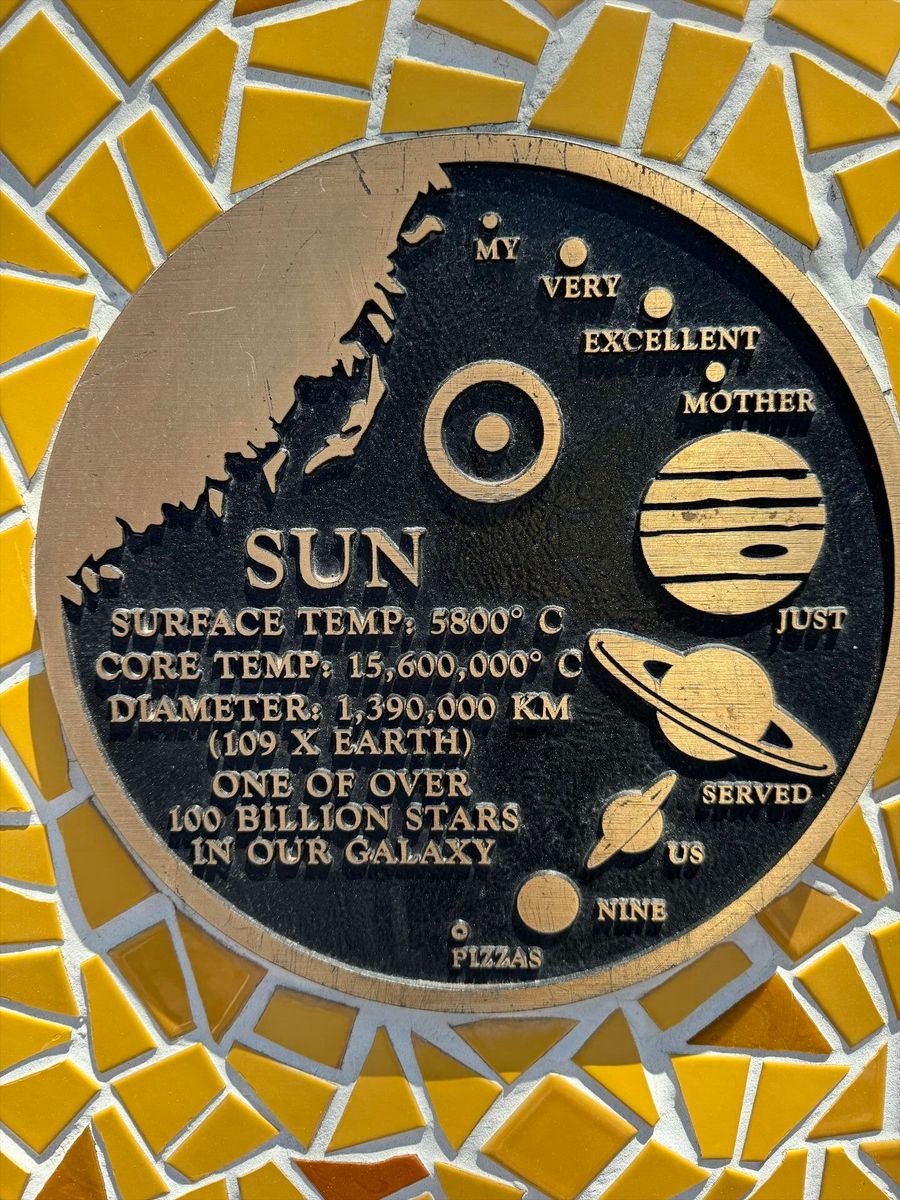 MY
VERY
EXCELLENT
MOTHER
JUST
SERVED
US
NINE
PIZZAS
SUN
SURFACE TEMP: 5800° C
CORE TEMP: 15,600,000° C
DIAMETER: 1,390,000 KM
(109 X EARTH)
ONE OF OVER
100 BILLION STARS
IN OUR GALAXY